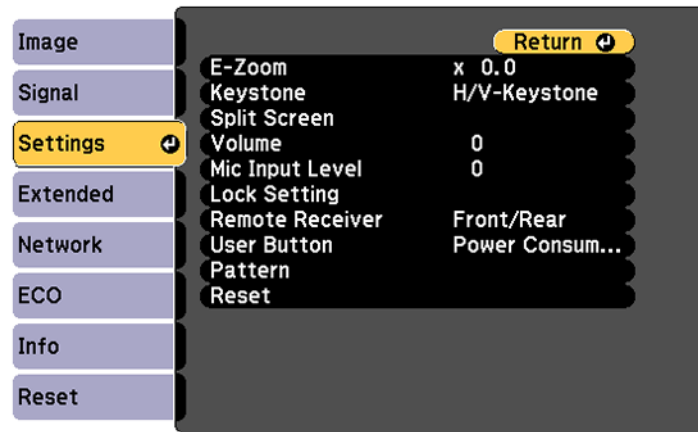 Image
Signal
Settings
Extended
Network
ECO
Info
Reset
Return
E-Zoom x 0.0
Keystone H/V-Keystone
Split Screen
Volume 0
Mic Input Level 0
Lock Setting
Remote Receiver Front/Rear
User Button Power Consum...
Pattern
Reset